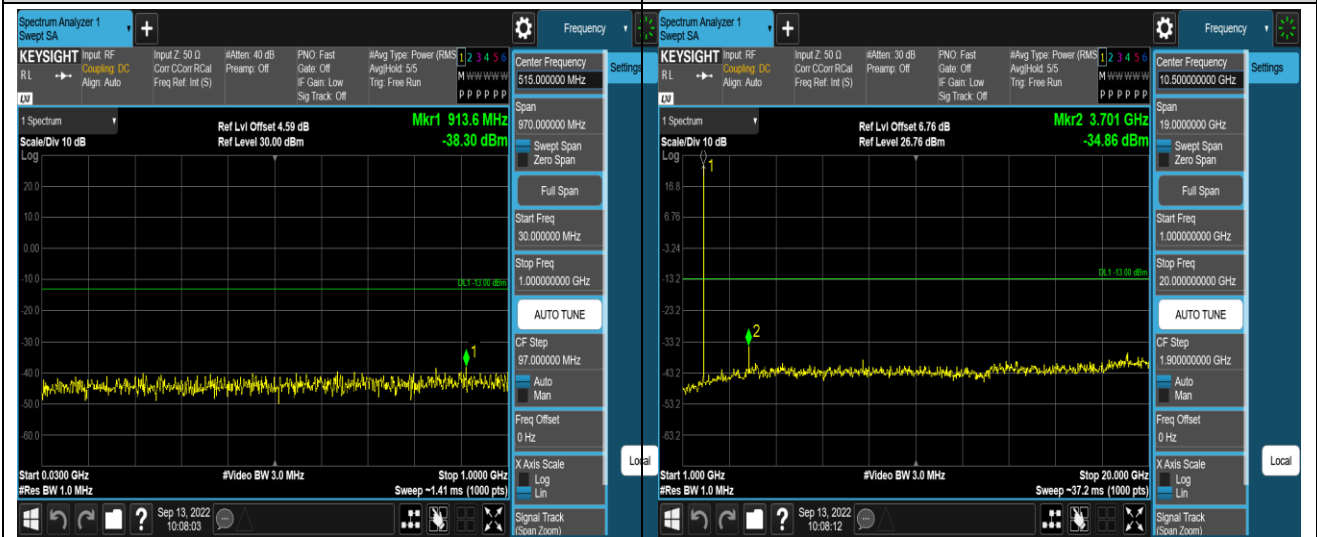 Spectrum Analyzer 1
Swept SA
+
Frequency
KEYSIGHT Input: RF Input Z: 50 Ω #Atten: 40 dB PNO: Fast #Avg Type: Power (RMS 1 2 3 4 5 6
RL Coupling: DC Corr CCorr RCal Preamp: Off Gate: Off Avg|Hold: 5/5 M W W W W W
Align: Auto Freq Ref: Int (S) IF Gain: Low Trig: Free Run
Sig Track: Off P P P P P P
LXI
1 Spectrum
Scale/Div 10 dB
Log
Ref Lvl Offset 4.59 dB
Ref Level 30.00 dBm
Mkr1 913.6 MHz
-38.30 dBm
20.0
10.0
0.00
-10.0
DL1 -13.00 dBm
-20.0
-30.0
1
-40.0
-50.0
-60.0
Start 0.0300 GHz #Video BW 3.0 MHz Stop 1.0000 GHz
#Res BW 1.0 MHz Sweep ~1.41 ms (1000 pts)
? Sep 13, 2022
10:08:03
Center Frequency
515.000000 MHz
Settings
Span
970.000000 MHz
Swept Span
Zero Span
Full Span
Start Freq
30.000000 MHz
Stop Freq
1.000000000 GHz
AUTO TUNE
CF Step
97.000000 MHz
Auto
Man
Freq Offset
0 Hz
X Axis Scale
Log
Lin
Local
Signal Track
(Span Zoom)
Spectrum Analyzer 1
Swept SA
+
Frequency
KEYSIGHT Input: RF Input Z: 50 Ω #Atten: 30 dB PNO: Fast #Avg Type: Power (RMS 1 2 3 4 5 6
RL Coupling: DC Corr CCorr RCal Preamp: Off Gate: Off Avg|Hold: 5/5 M W W W W W
Align: Auto Freq Ref: Int (S) IF Gain: Low Trig: Free Run
Sig Track: Off P P P P P P
LXI
1 Spectrum
Scale/Div 10 dB
Log
Ref Lvl Offset 6.76 dB
Ref Level 26.76 dBm
Mkr2 3.701 GHz
-34.86 dBm
1
16.8
6.76
-3.24
-13.2
DL1 -13.00 dBm
-23.2
2
-33.2
-43.2
-53.2
-63.2
Start 1.000 GHz #Video BW 3.0 MHz Stop 20.000 GHz
#Res BW 1.0 MHz Sweep ~37.2 ms (1000 pts)
? Sep 13, 2022
10:08:12
Center Frequency
10.500000000 GHz
Settings
Span
19.0000000 GHz
Swept Span
Zero Span
Full Span
Start Freq
1.000000000 GHz
Stop Freq
20.000000000 GHz
AUTO TUNE
CF Step
1.900000000 GHz
Auto
Man
Freq Offset
0 Hz
X Axis Scale
Log
Lin
Local
Signal Track
(Span Zoom)